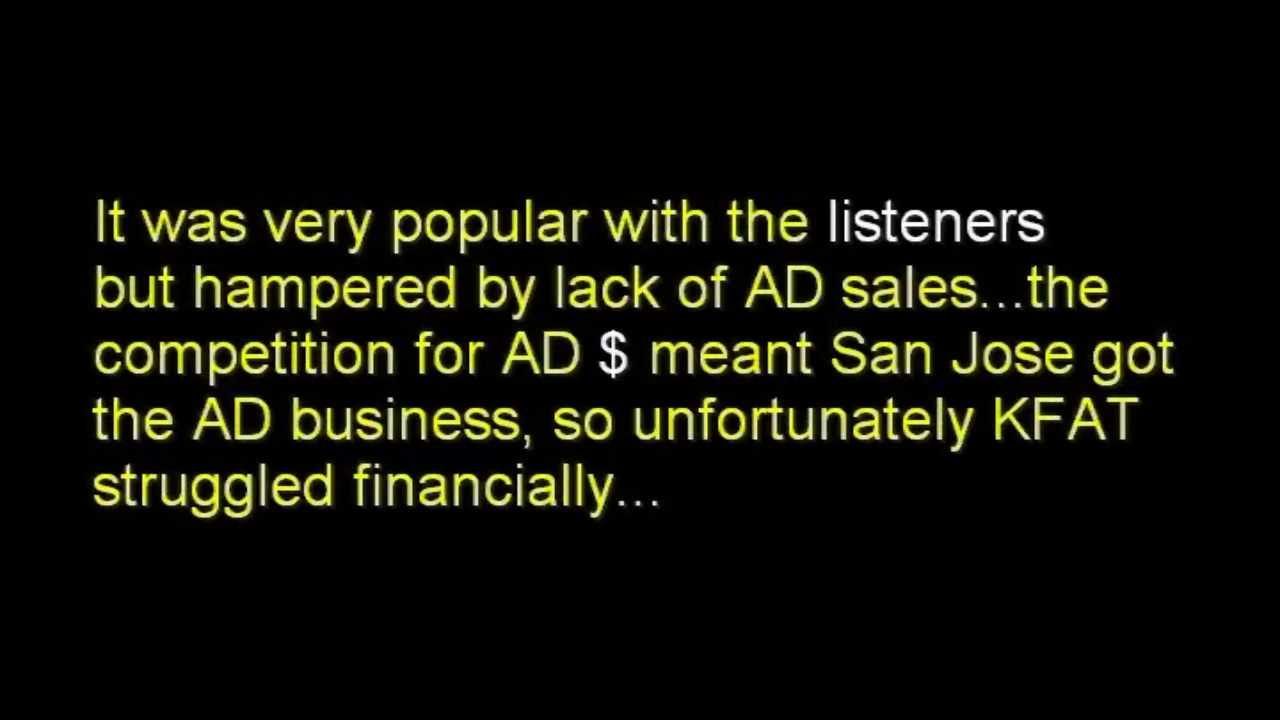 It was very popular with the listeners
but hampered by lack of AD sales...the
competition for AD $ meant San Jose got
the AD business, so unfortunately KFAT
struggled financially...